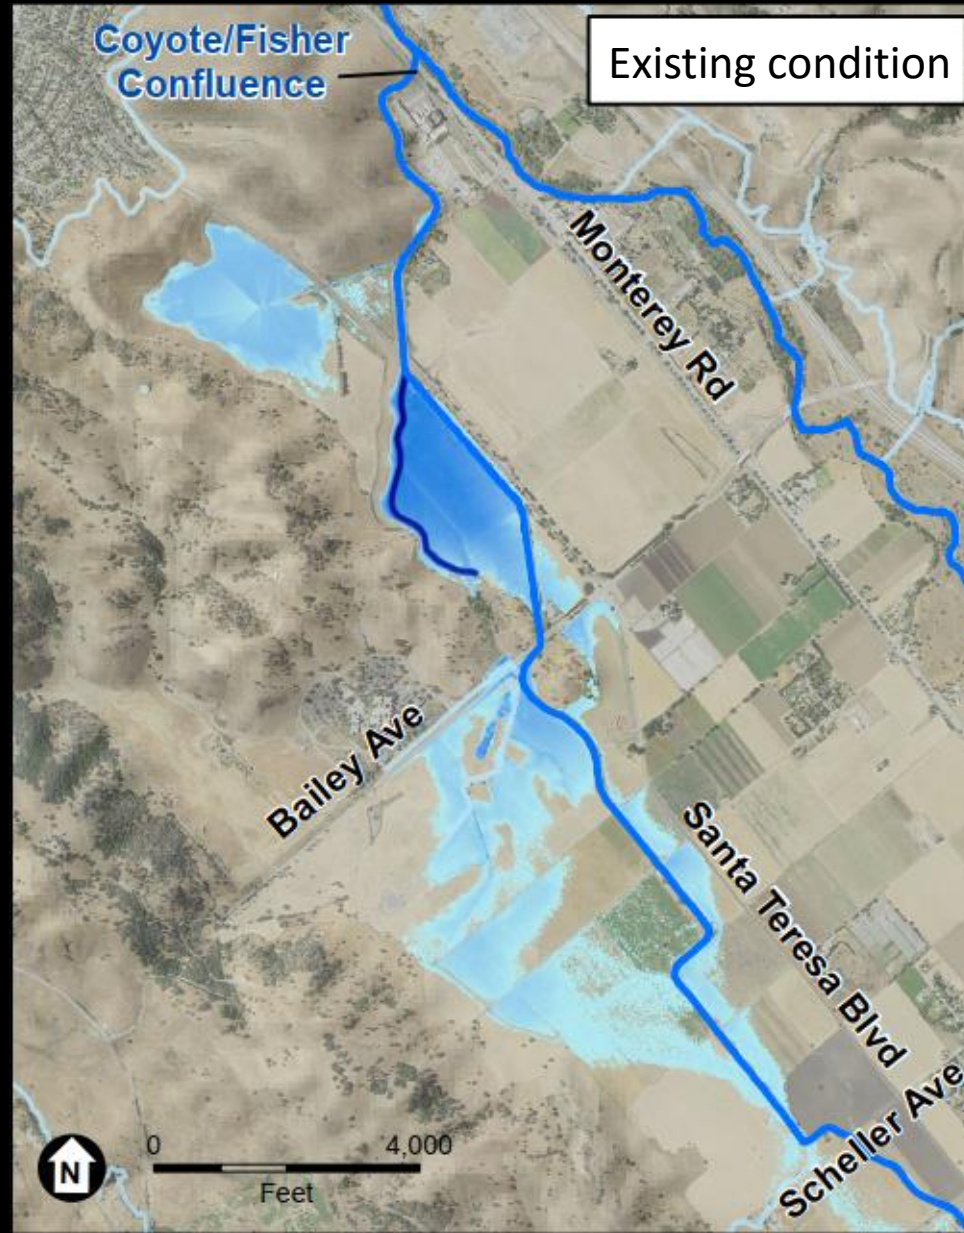 Coyote/Fisher
Confluence
Existing condition
Monterey Rd
Bailey Ave
Santa Teresa Blvd
Scheller Ave
N
0 4,000
Feet